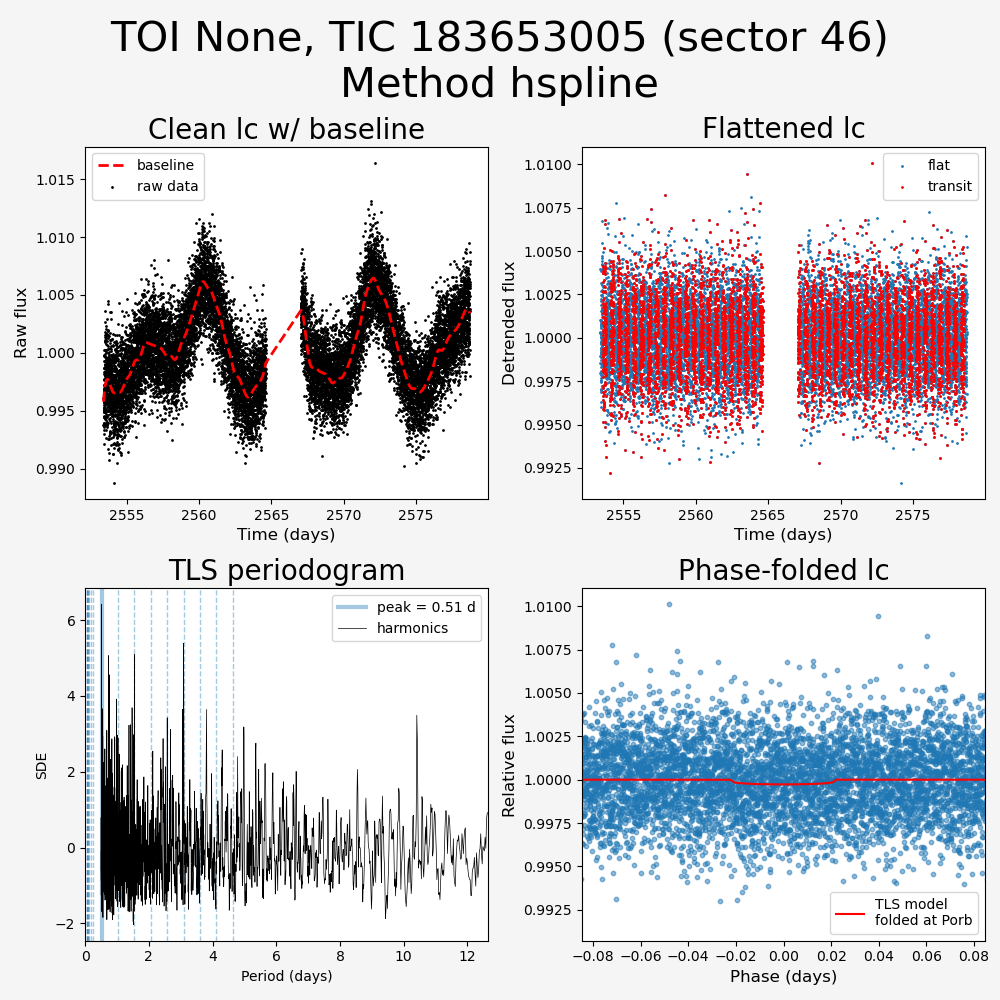 TOI None, TIC 183653005 (sector 46)
Method hspline
Clean lc w/ baseline
baseline
raw data
Raw flux
1.015
1.010
1.005
1.000
0.995
0.990
2555 2560 2565 2570 2575
Time (days)
Flattened lc
flat
transit
Detrended flux
1.0100
1.0075
1.0050
1.0025
1.0000
0.9975
0.9950
0.9925
2555 2560 2565 2570 2575
Time (days)
TLS periodogram
peak = 0.51 d
harmonics
SDE
6
4
2
0
−2
0 2 4 6 8 10 12
Period (days)
Phase-folded lc
Relative flux
1.0100
1.0075
1.0050
1.0025
1.0000
0.9975
0.9950
0.9925
TLS model
folded at Porb
−0.08 −0.06 −0.04 −0.02 0.00 0.02 0.04 0.06 0.08
Phase (days)